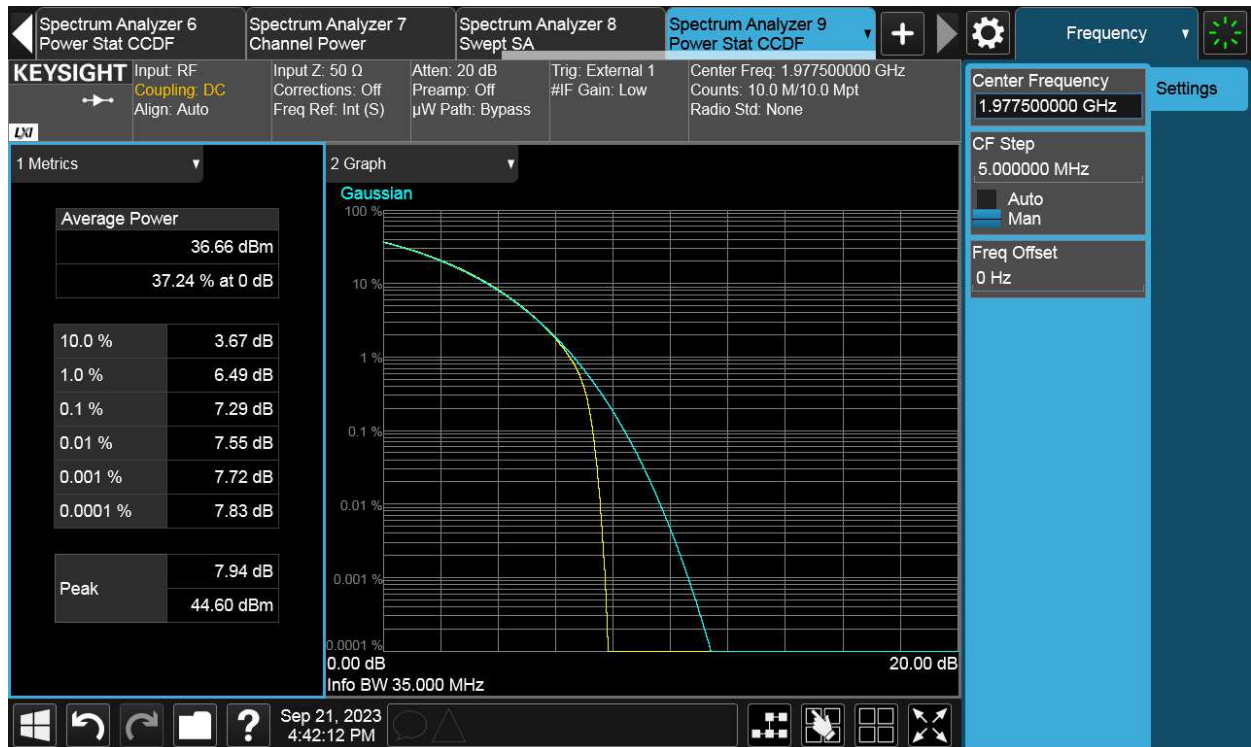 Spectrum Analyzer 6
Power Stat CCDF
Spectrum Analyzer 7
Channel Power
Spectrum Analyzer 8
Swept SA
Spectrum Analyzer 9
Power Stat CCDF
Frequency
KEYSIGHT
LXI
Input: RF
Coupling: DC
Align: Auto
Input Z: 50 Ω
Corrections: Off
Freq Ref: Int (S)
Atten: 20 dB
Preamp: Off
µW Path: Bypass
Trig: External 1
#IF Gain: Low
Center Freq: 1.977500000 GHz
Counts: 10.0 M/10.0 Mpt
Radio Std: None
Center Frequency
1.977500000 GHz
Settings
CF Step
5.000000 MHz
Auto
Man
Freq Offset
0 Hz
1 Metrics
Average Power
36.66 dBm
37.24 % at 0 dB
10.0 % 3.67 dB
1.0 % 6.49 dB
0.1 % 7.29 dB
0.01 % 7.55 dB
0.001 % 7.72 dB
0.0001 % 7.83 dB
Peak
7.94 dB
44.60 dBm
2 Graph
Gaussian
100 %
10 %
1 %
0.1 %
0.01 %
0.001 %
0.0001 %
0.00 dB 20.00 dB
Info BW 35.000 MHz
?
Sep 21, 2023
4:42:12 PM